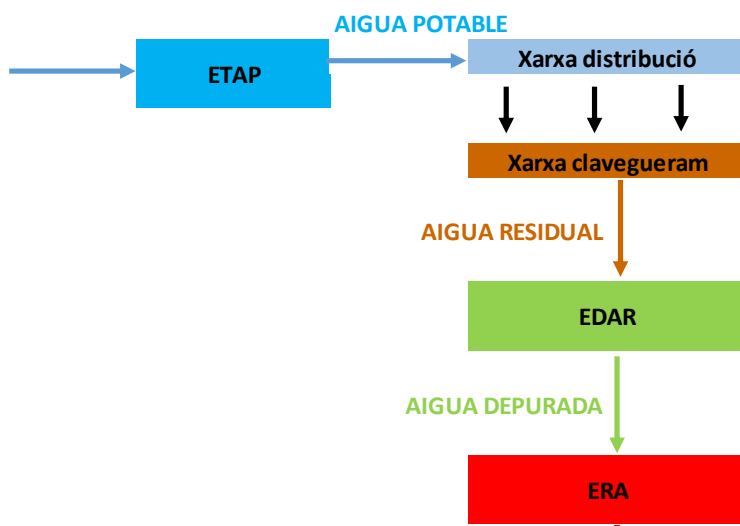 AIGUA POTABLE
ETAP
Xarxa distribució
Xarxa clavegueram
AIGUA RESIDUAL
EDAR
AIGUA DEPURADA
ERA